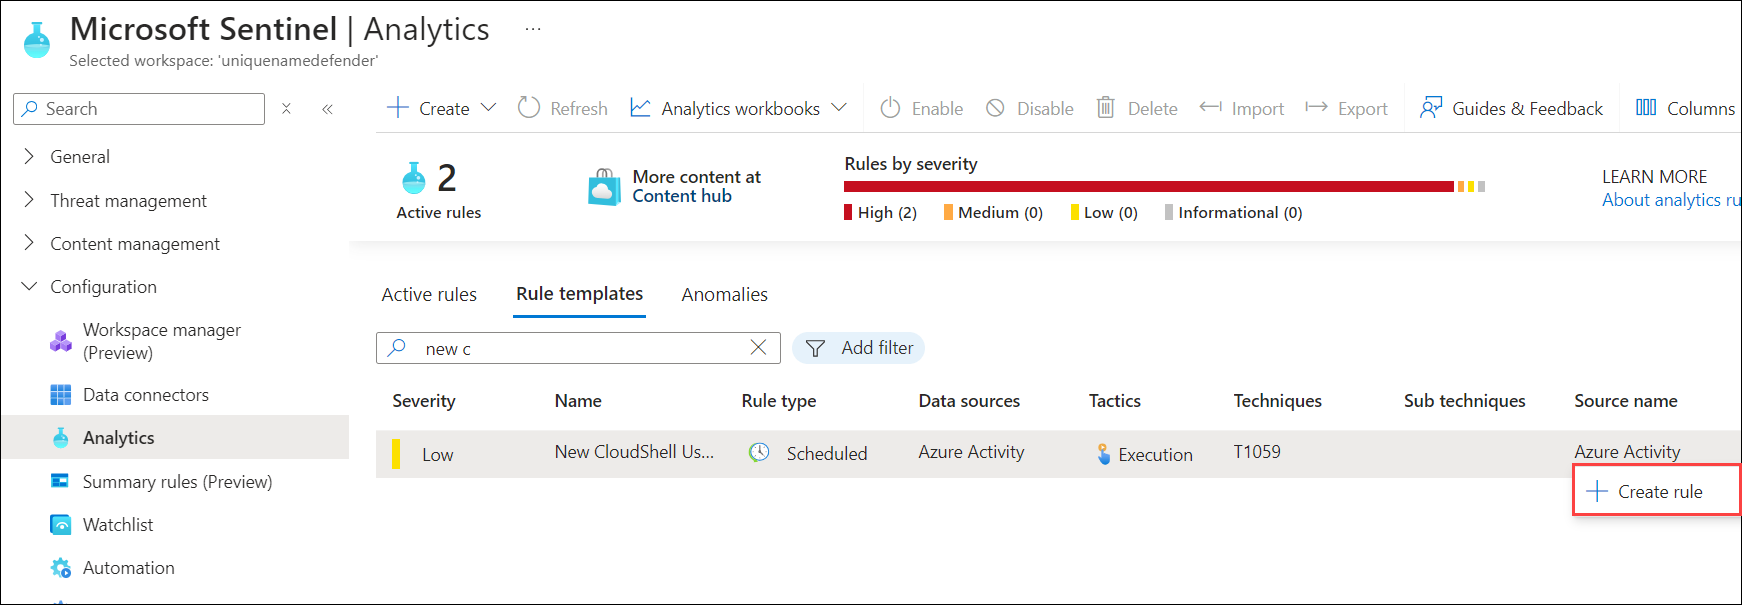 Microsoft Sentinel | Analytics ...
Selected workspace: 'uniquenamedefender'
Search
General
Threat management
Content management
Configuration
Workspace manager
(Preview)
Data connectors
Analytics
Summary rules (Preview)
Watchlist
Automation
Create
Refresh
Analytics workbooks
Enable
Disable
Delete
Import
Export
Guides & Feedback
Columns
2
Active rules
More content at
Content hub
Rules by severity
High (2)
Medium (0)
Low (0)
Informational (0)
LEARN MORE
About analytics ru
Active rules
Rule templates
Anomalies
new c
Add filter
Severity Name Rule type Data sources Tactics Techniques Sub techniques Source name
Low New CloudShell Us... Scheduled Azure Activity Execution T1059 Azure Activity
Create rule